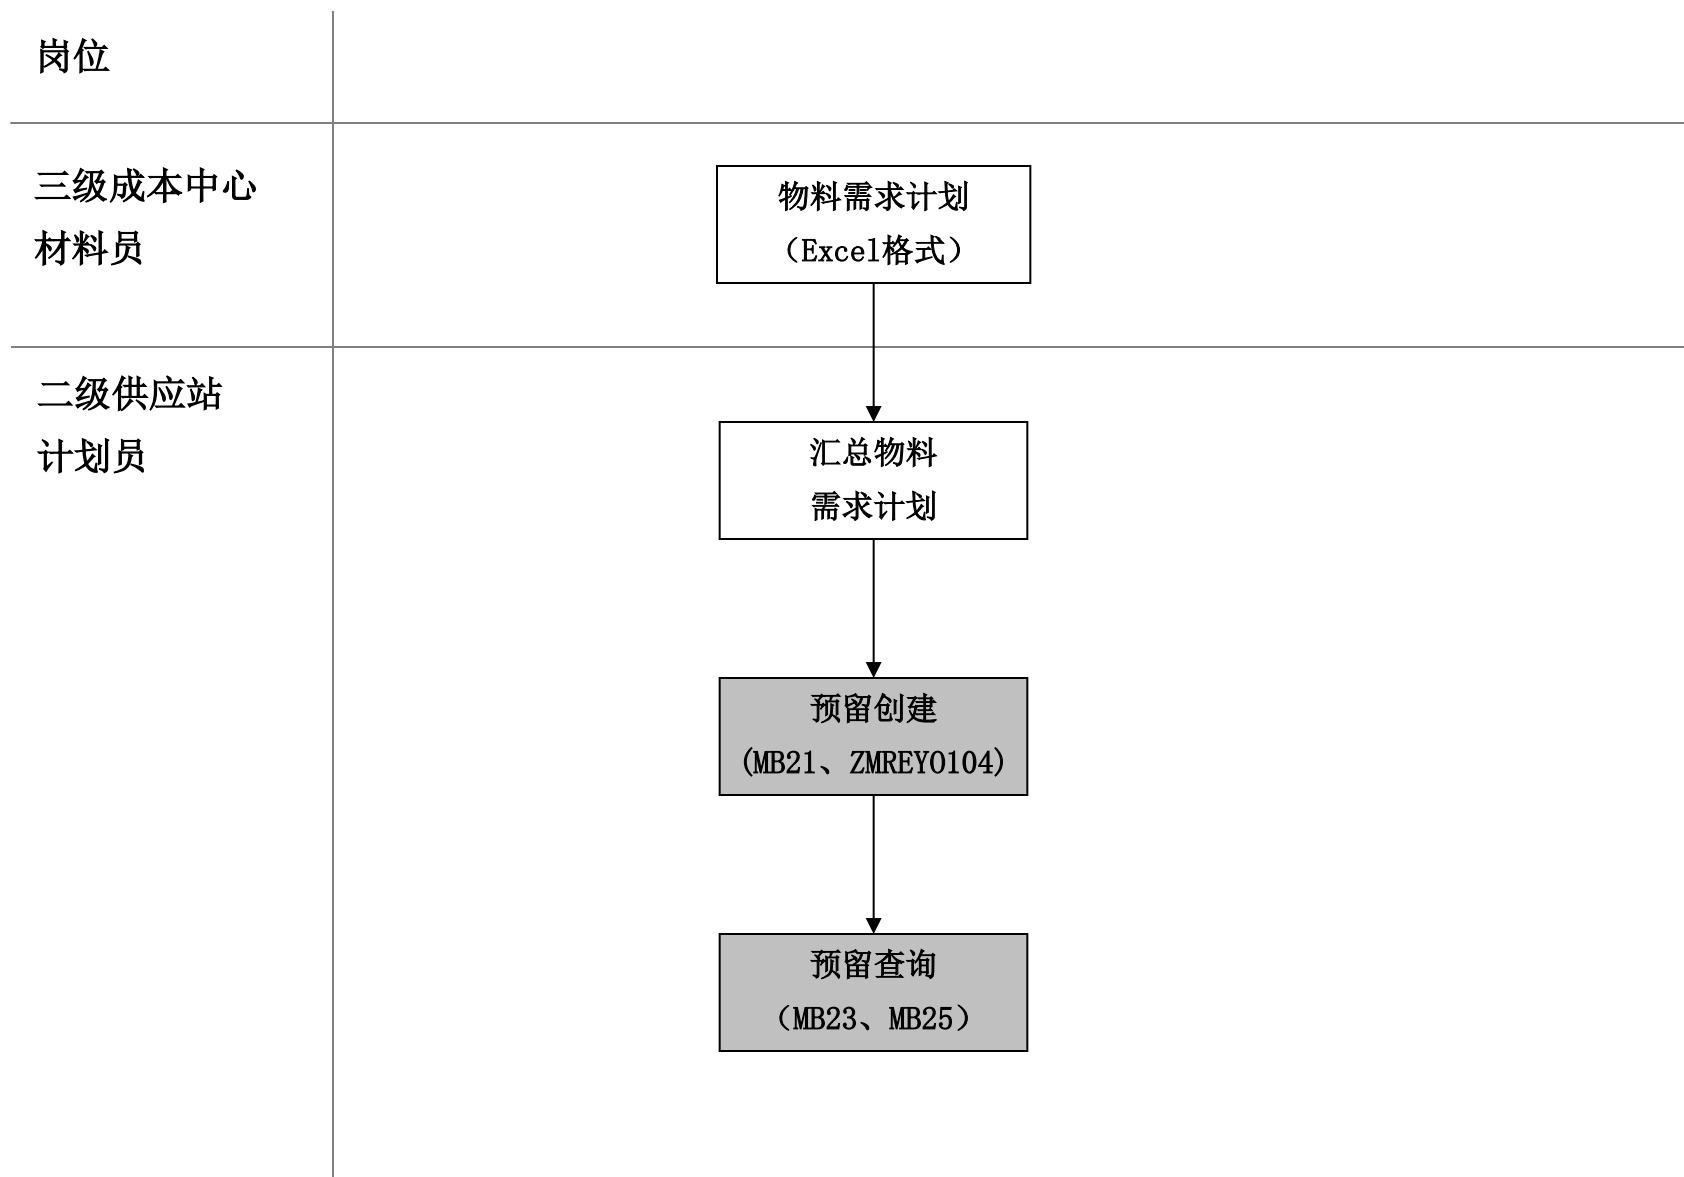 岗位
三级成本中心
材料员
物料需求计划
（Excel格式）
二级供应站
计划员
汇总物料
需求计划
预留创建
(MB21、ZMREY0104)
预留查询
（MB23、MB25）